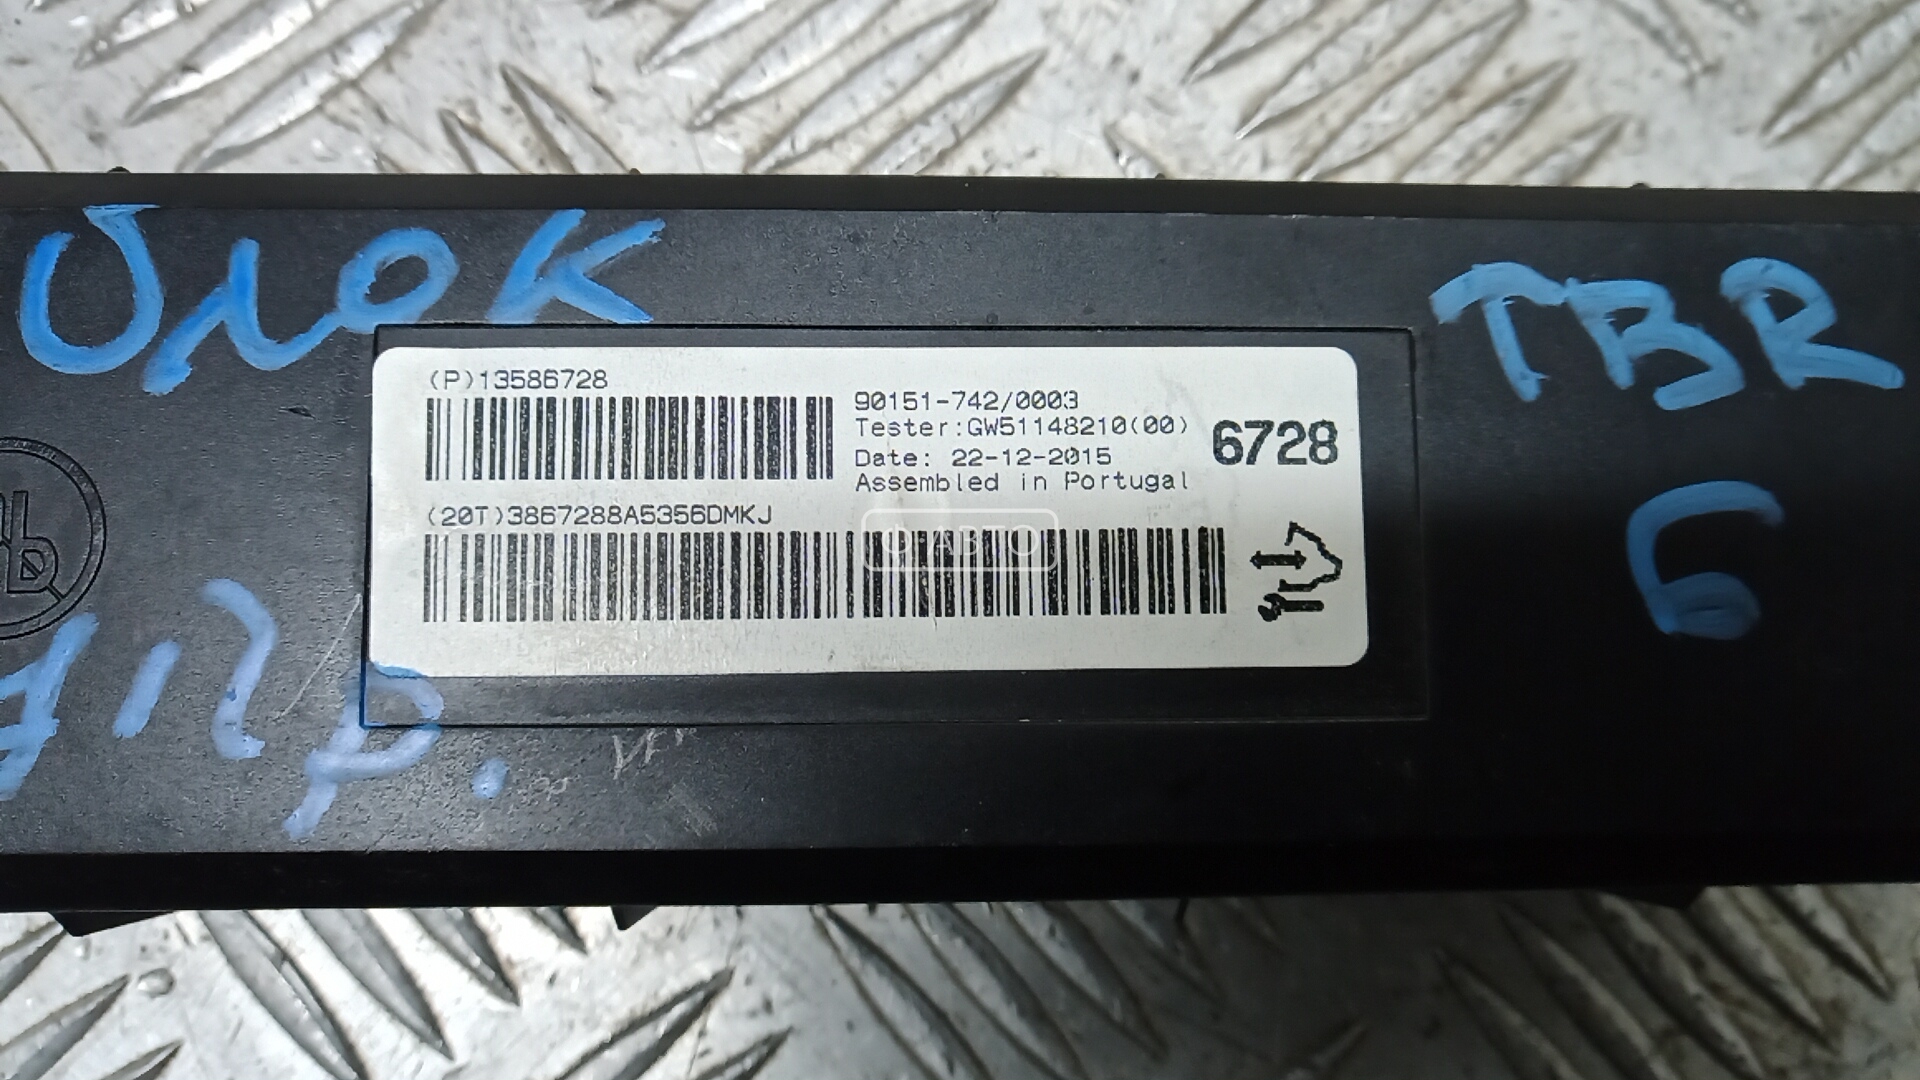 блок
TBR
6
(P)13586728
90151-742/0003
Tester:GW51148210(00)
6728
Date: 22-12-2015
Assembled in Portugal
(20T)3867288A5356DMKJ
Ф-АВТО